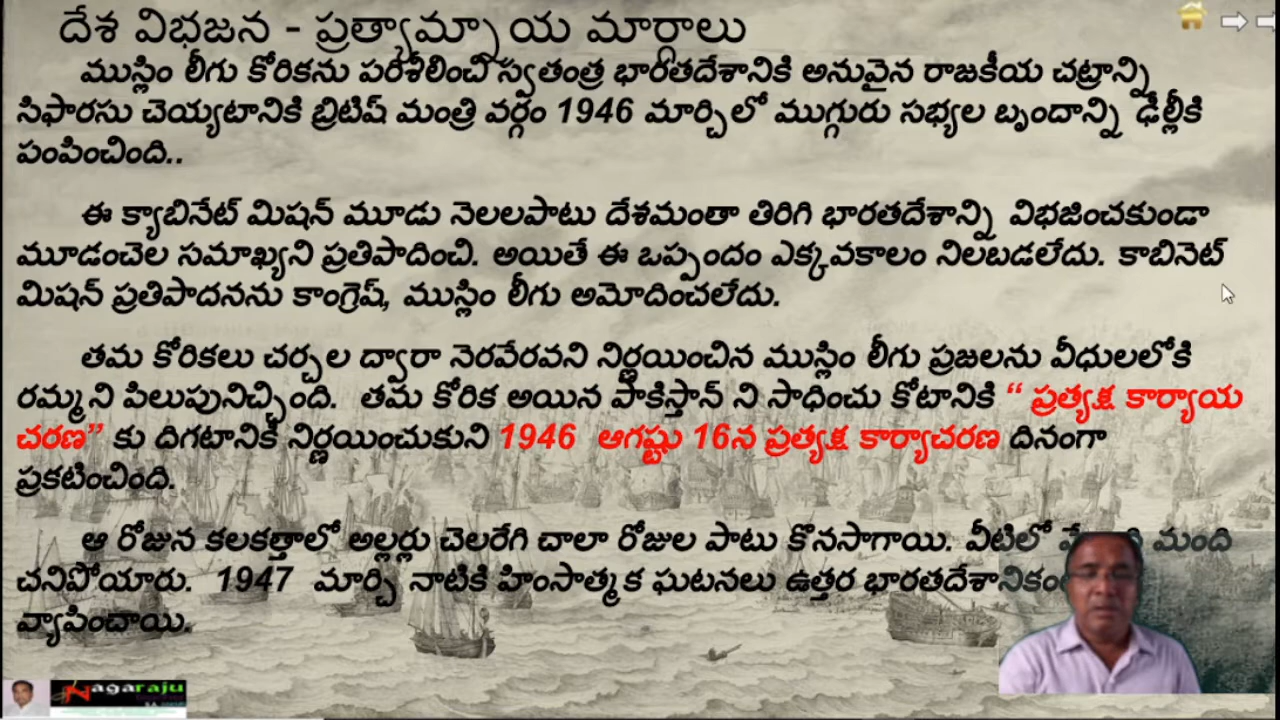 దేశ విభజన - ప్రత్యామ్నాయ మార్గాలు
ముస్లిం లీగు కోరికను పరిశీలించి స్వతంత్ర భారతదేశానికి అనువైన రాజకీయ చట్రాన్ని
సిఫారసు చెయ్యటానికి బ్రిటిష్ మంత్రి వర్గం 1946 మార్చిలో ముగ్గురు సభ్యల బృందాన్ని ఢిల్లీకి
పంపించింది..
ఈ క్యాబినేట్ మిషన్ మూడు నెలలపాటు దేశమంతా తిరిగి భారతదేశాన్ని విభజించకుండా
మూడంచెల సమాఖ్యని ప్రతిపాదించి. అయితే ఈ ఒప్పందం ఎక్కవకాలం నిలబడలేదు. కాబినెట్
మిషన్ ప్రతిపాదనను కాంగ్రెష్, ముస్లిం లీగు అమోదించలేదు.
తమ కోరికలు చర్చల ద్వారా నెరవేరవని నిర్ణయించిన ముస్లిం లీగు ప్రజలను వీధులలోకి
రమ్మని పిలుపునిచ్చింది. తమ కోరిక అయిన పాకిస్తాన్ ని సాధించు కోటానికి “ ప్రత్యక్ష కార్యాయ
చరణ” కు దిగటానికి నిర్ణయించుకుని 1946 ఆగష్టు 16న ప్రత్యక్ష కార్యాచరణ దినంగా
ప్రకటించింది.
ఆ రోజున కలకత్తాలో అల్లర్లు చెలరేగి చాలా రోజుల పాటు కొనసాగాయి. వీటిలో మంది
చనిపోయారు. 1947 మార్చి నాటికి హింసాత్మక ఘటనలు ఉత్తర
వ్యాపించాయి.
Nagaraju